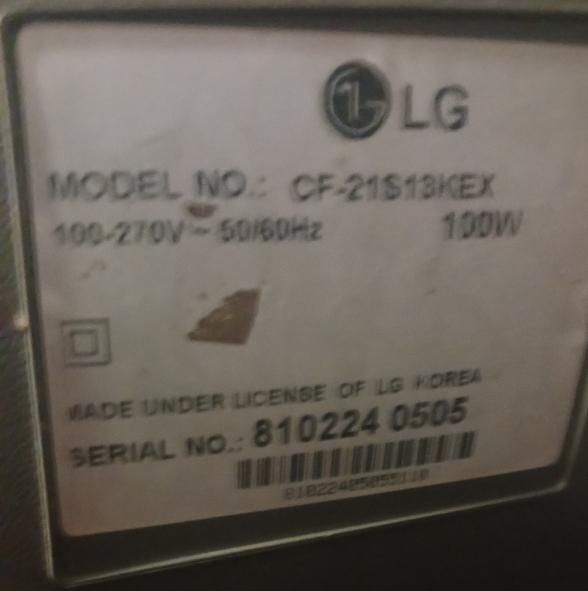 LG
MODEL NO.: CF-21S13KEX
100-270V ~ 50/60Hz 100W
MADE UNDER LICENSE OF LG KOREA
SERIAL NO.: 810224 0505